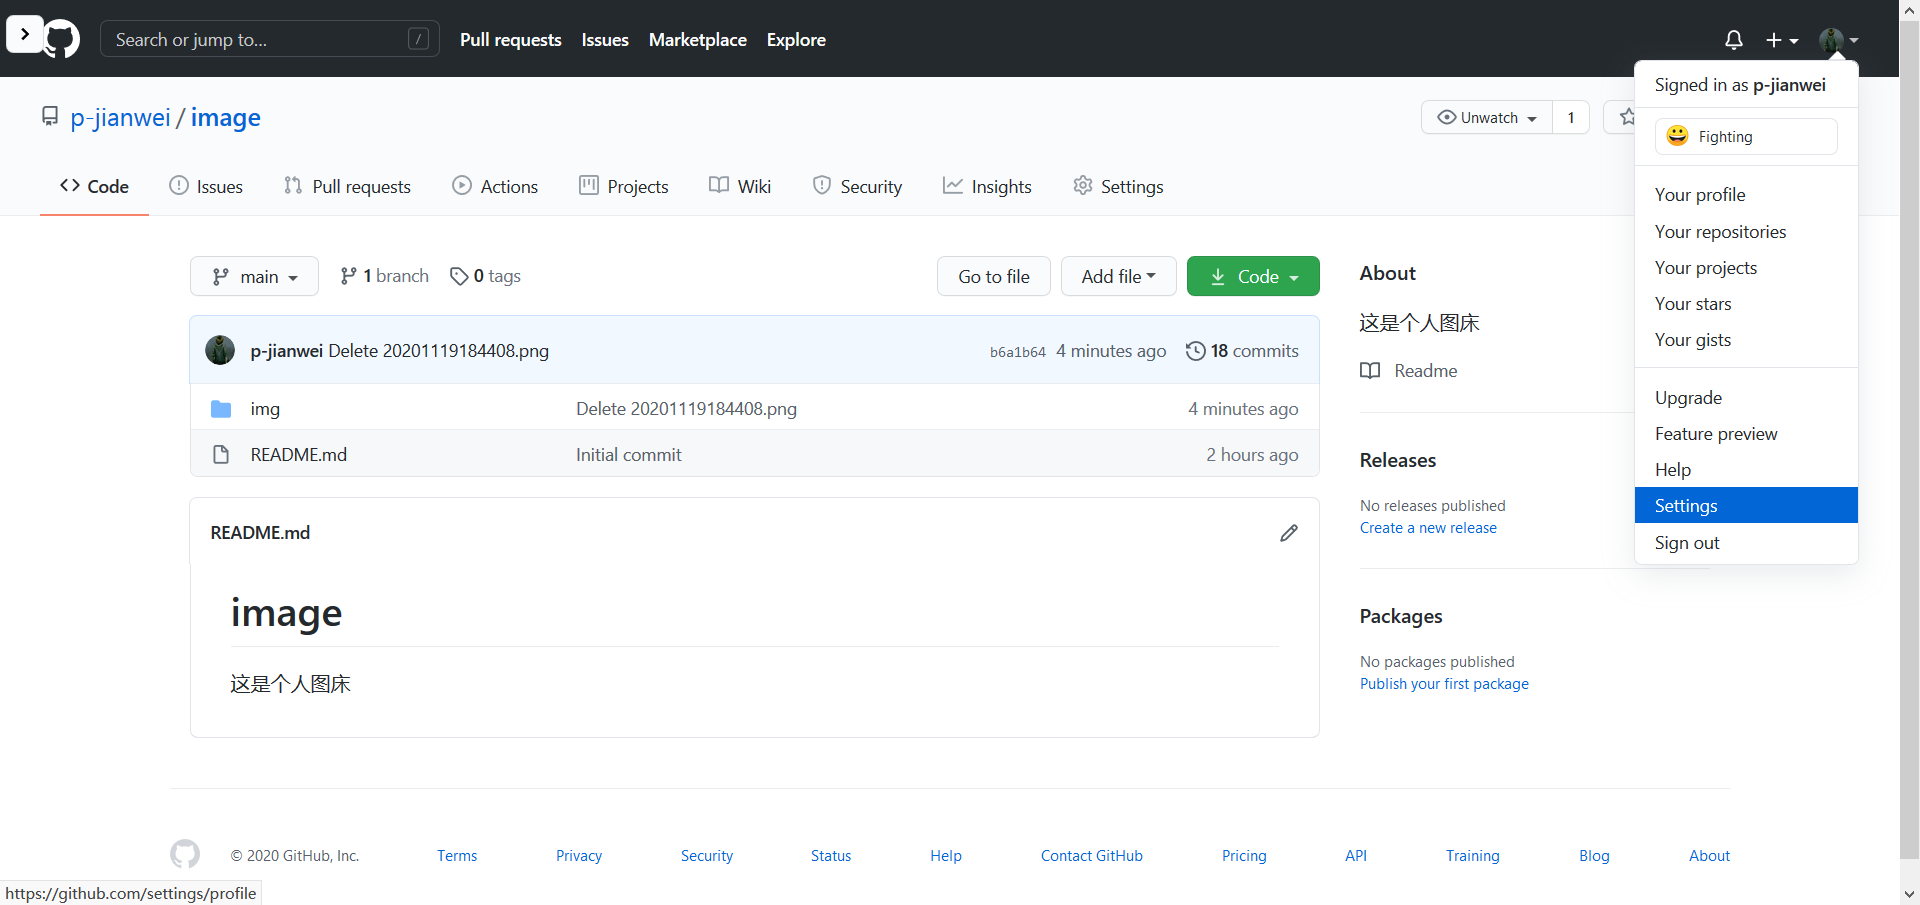 Search or jump to... /
Pull requests Issues Marketplace Explore
Signed in as p-jianwei
😀 Fighting
Your profile
Your repositories
Your projects
Your stars
Your gists
Upgrade
Feature preview
Help
Settings
Sign out
p-jianwei / image
Unwatch 1
Code Issues Pull requests Actions Projects Wiki Security Insights Settings
main 1 branch 0 tags
Go to file Add file Code
p-jianwei Delete 20201119184408.png b6a1b64 4 minutes ago 18 commits
img Delete 20201119184408.png 4 minutes ago
README.md Initial commit 2 hours ago
README.md
image
这是个人图床
About
这是个人图床
Readme
Releases
No releases published
Create a new release
Packages
No packages published
Publish your first package
© 2020 GitHub, Inc. Terms Privacy Security Status Help Contact GitHub Pricing API Training Blog About
https://github.com/settings/profile